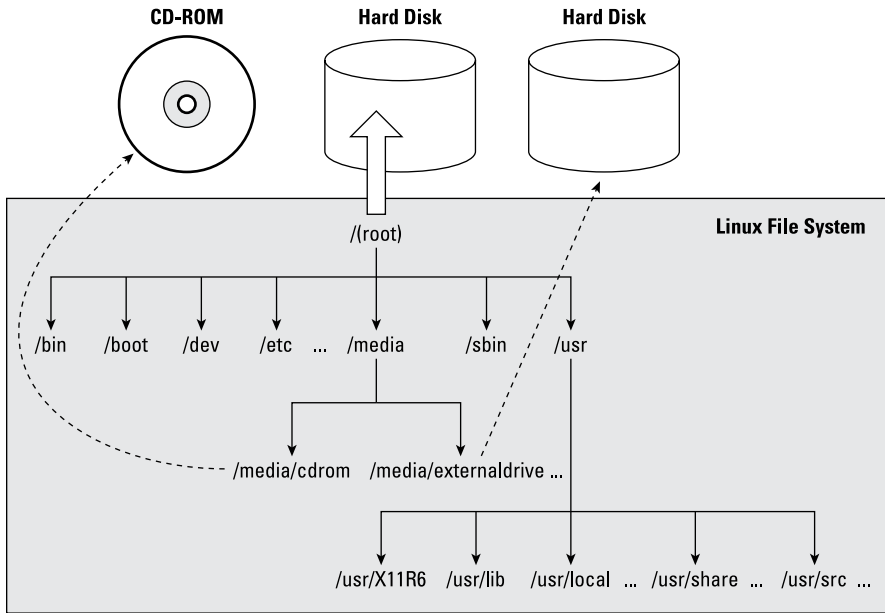 CD-ROM Hard Disk Hard Disk
/(root) Linux File System
/bin /boot /dev /etc ... /media /sbin /usr
/media/cdrom /media/externaldrive ...
/usr/X11R6 /usr/lib /usr/local ... /usr/share ... /usr/src ...